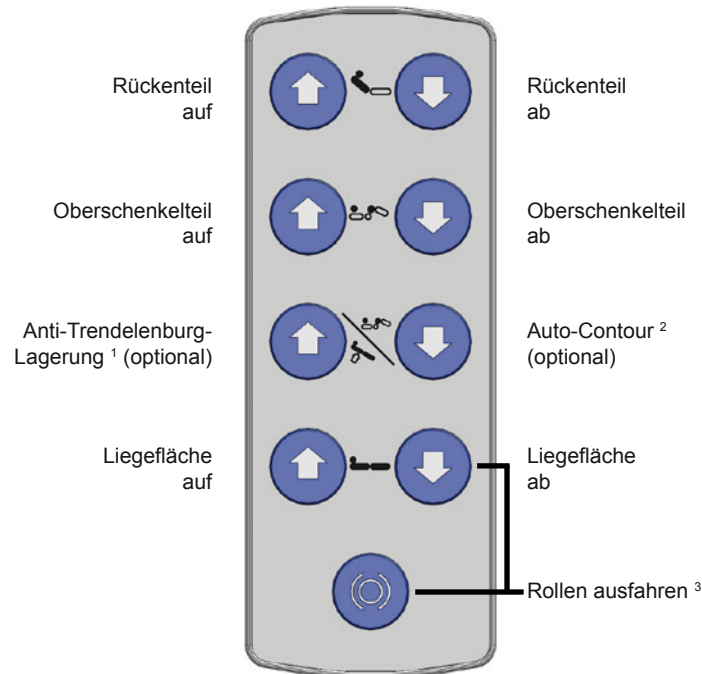 Rückenteil
auf
Rückenteil
ab
Oberschenkelteil
auf
Oberschenkelteil
ab
Anti-Trendelenburg-
Lagerung ¹ (optional)
Auto-Contour ²
(optional)
Liegefläche
auf
Liegefläche
ab
Rollen ausfahren ³